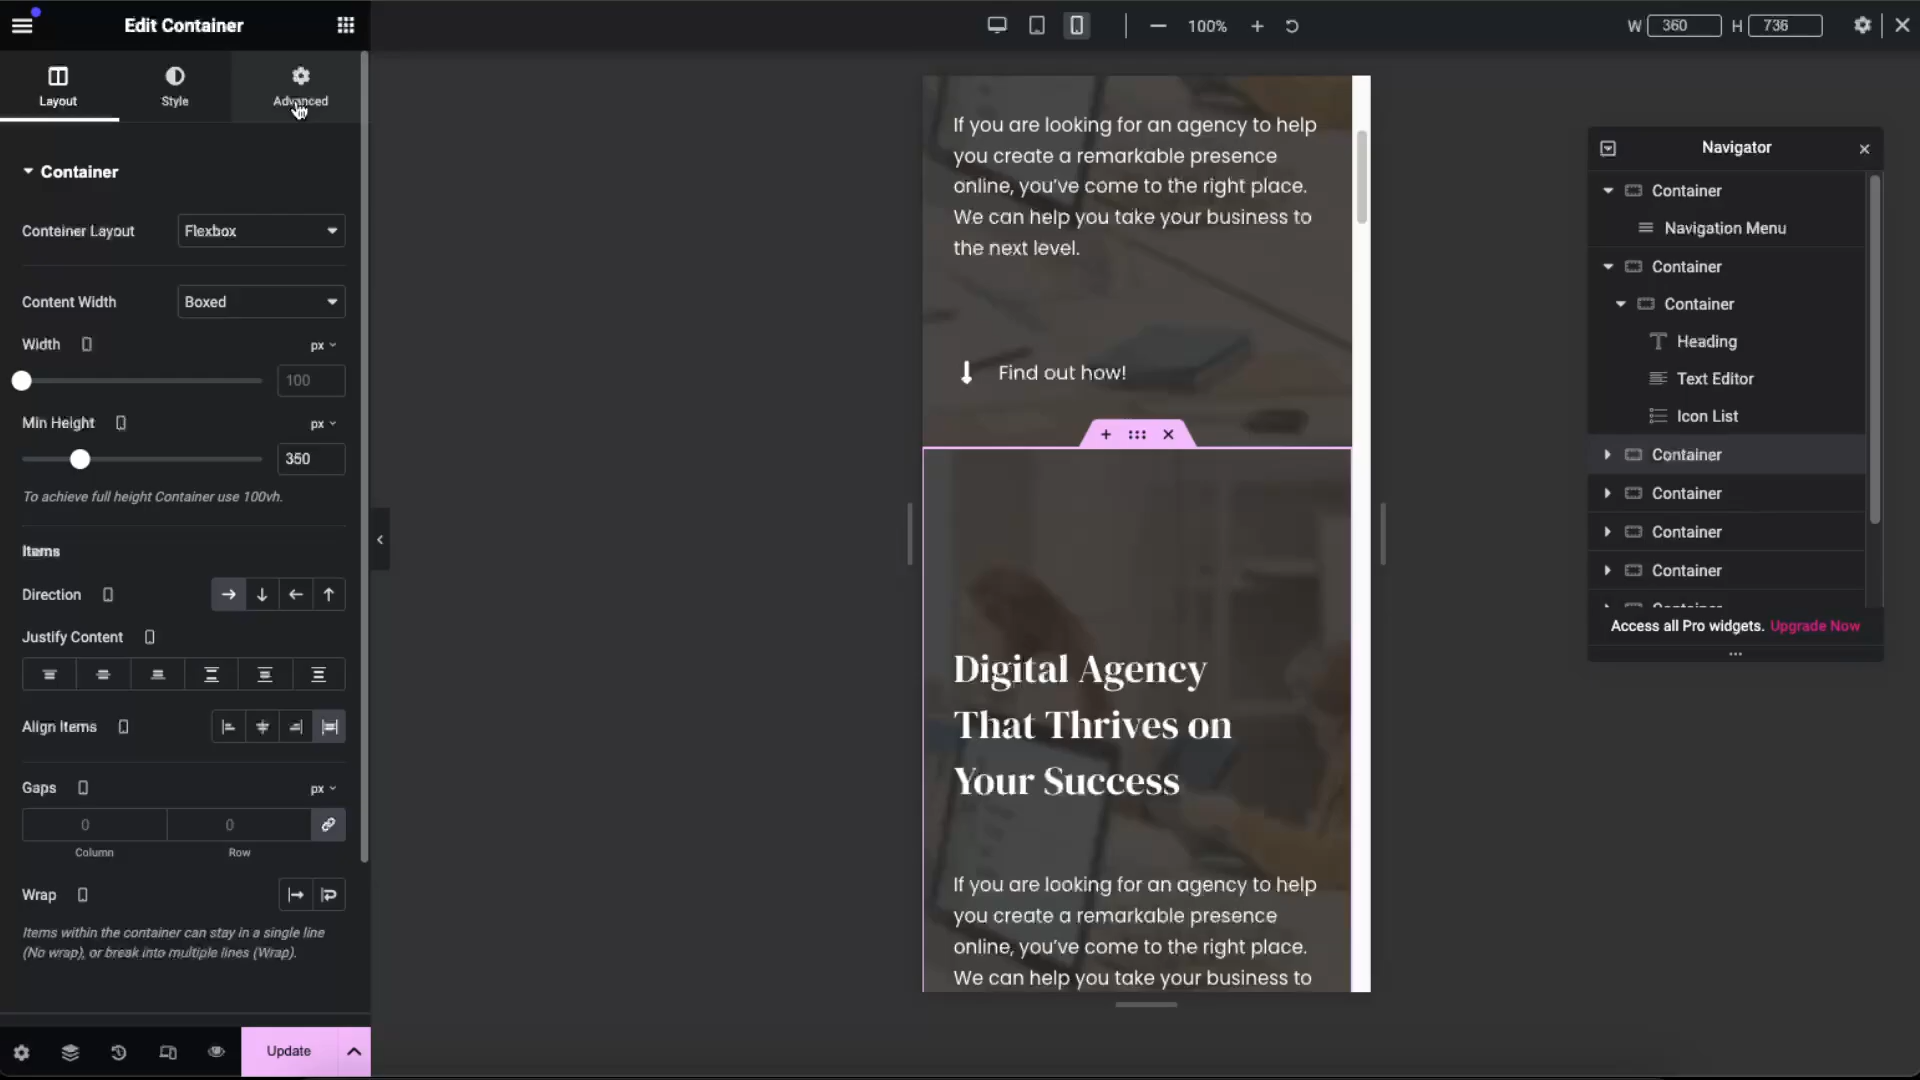 Edit Container
100%
W 360 H 736
Layout
Style
Advanced
Container
Container Layout
Flexbox
Content Width
Boxed
Width
px
100
Min Height
px
350
To achieve full height Container use 100vh.
Items
Direction
Justify Content
Align Items
Gaps
px
0
0
Column
Row
Wrap
Items within the container can stay in a single line
(No wrap), or break into multiple lines (Wrap).
Update
If you are looking for an agency to help
you create a remarkable presence
online, you've come to the right place.
We can help you take your business to
the next level.
Find out how!
Digital Agency
That Thrives on
Your Success
If you are looking for an agency to help
you create a remarkable presence
online, you've come to the right place.
We can help you take your business to
Navigator
Container
Navigation Menu
Container
Container
Heading
Text Editor
Icon List
Container
Container
Container
Container
Container
Access all Pro widgets. Upgrade Now